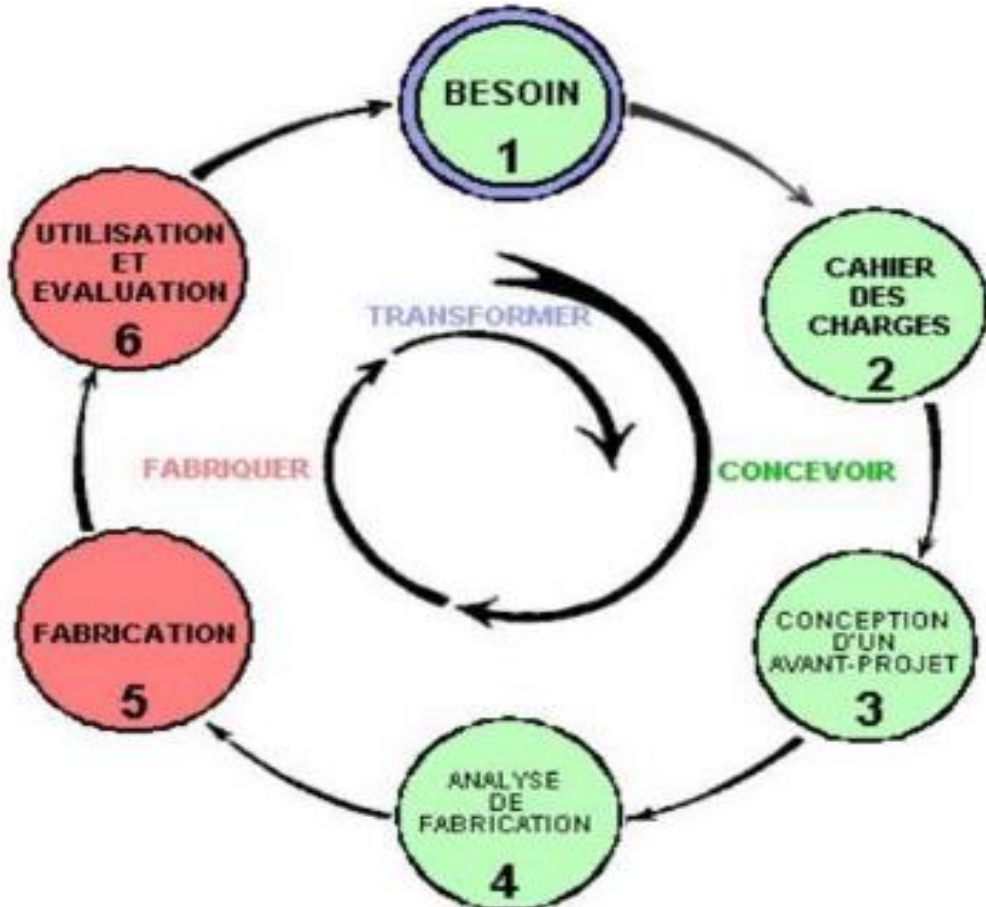 BESOIN
1
CAHIER
DES
CHARGES
2
CONCEPTION
D'UN
AVANT-PROJET
3
ANALYSE
DE
FABRICATION
4
FABRICATION
5
UTILISATION
ET
EVALUATION
6
TRANSFORMER
CONCEVOIR
FABRIQUER